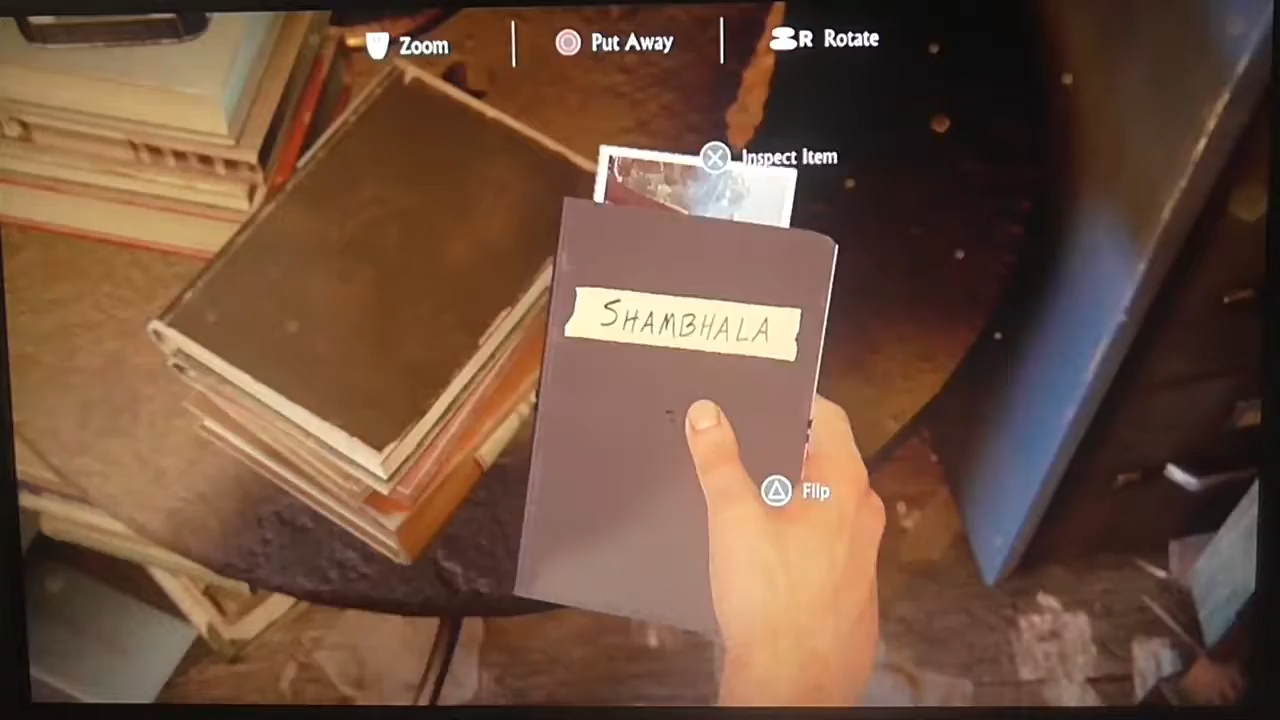 Zoom
Put Away
R Rotate
Inspect Item
SHAMBHALA
Flip